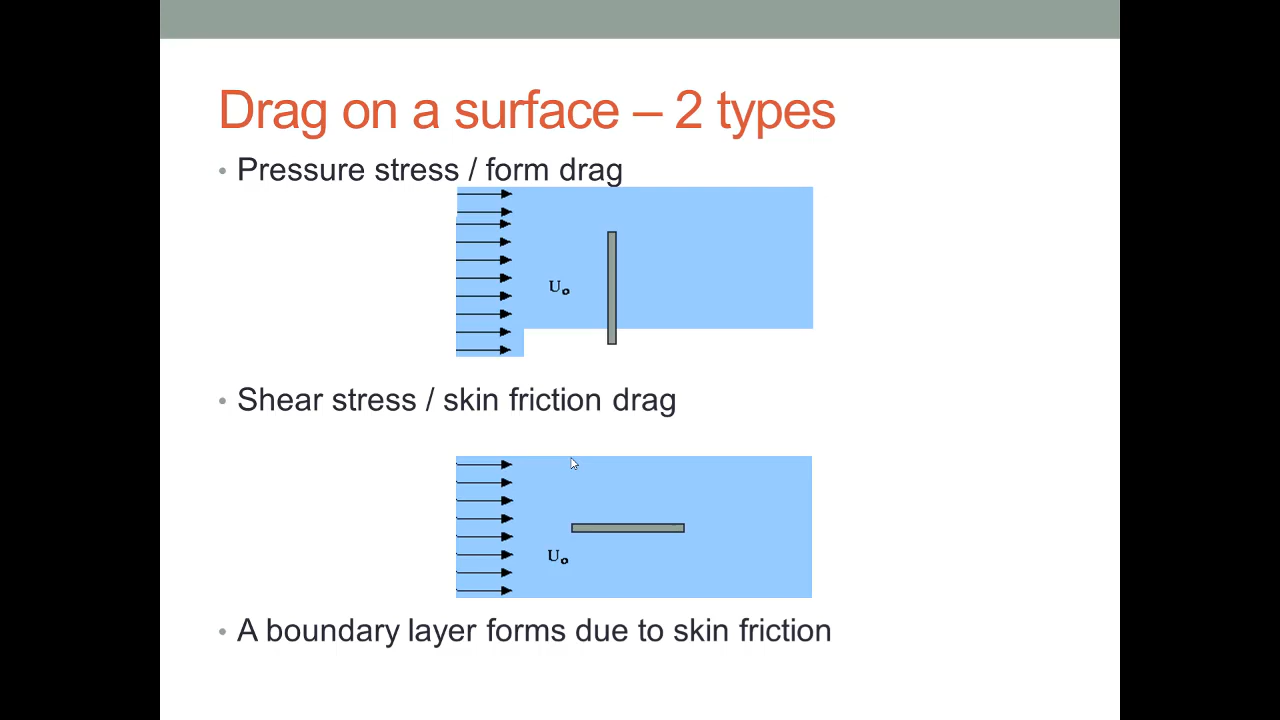 Drag on a surface – 2 types
• Pressure stress / form drag
Uo
• Shear stress / skin friction drag
Uo
• A boundary layer forms due to skin friction